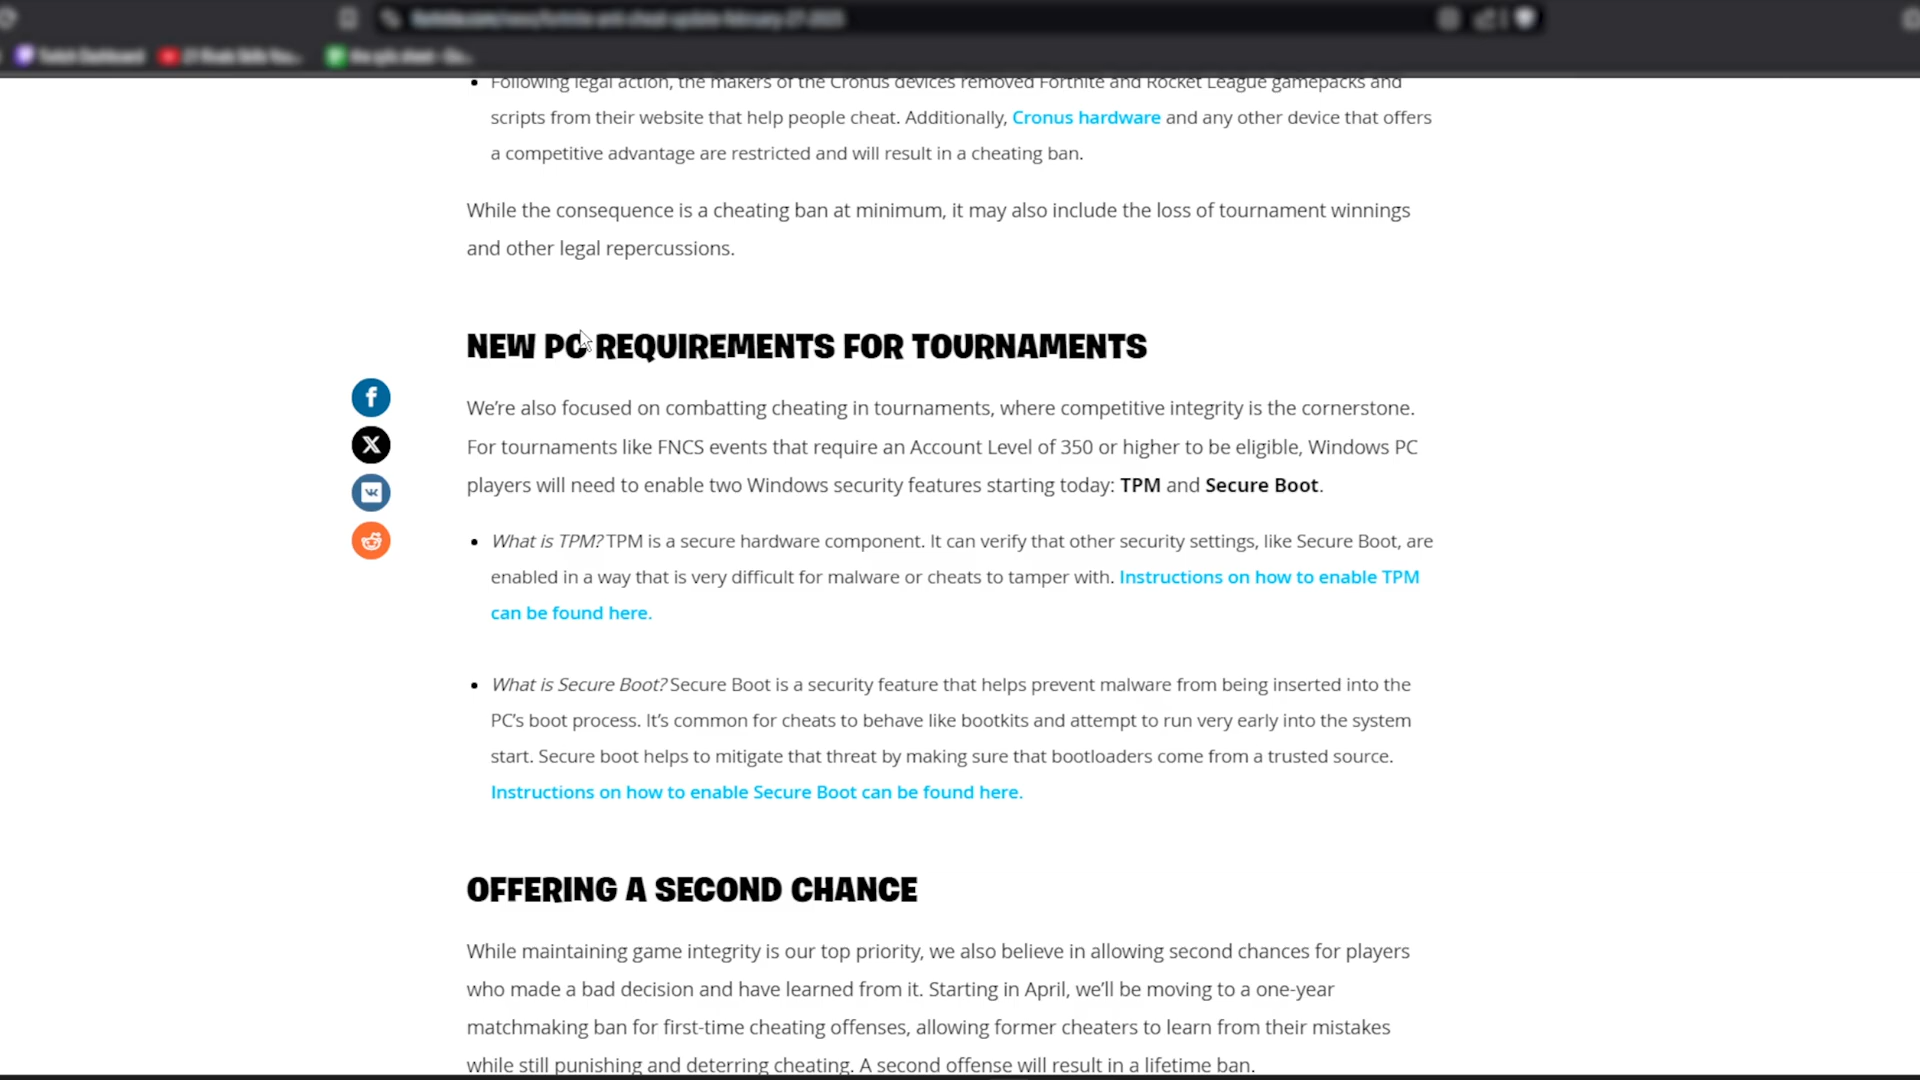 Twitch Dashboard
Following legal action, the makers of the Cronus devices removed Fortnite and Rocket League gamepacks and
scripts from their website that help people cheat. Additionally, Cronus hardware and any other device that offers
a competitive advantage are restricted and will result in a cheating ban.
While the consequence is a cheating ban at minimum, it may also include the loss of tournament winnings
and other legal repercussions.
NEW PC REQUIREMENTS FOR TOURNAMENTS
We’re also focused on combatting cheating in tournaments, where competitive integrity is the cornerstone.
For tournaments like FNCS events that require an Account Level of 350 or higher to be eligible, Windows PC
players will need to enable two Windows security features starting today: TPM and Secure Boot.
What is TPM? TPM is a secure hardware component. It can verify that other security settings, like Secure Boot, are
enabled in a way that is very difficult for malware or cheats to tamper with. Instructions on how to enable TPM
can be found here.
What is Secure Boot? Secure Boot is a security feature that helps prevent malware from being inserted into the
PC’s boot process. It’s common for cheats to behave like bootkits and attempt to run very early into the system
start. Secure boot helps to mitigate that threat by making sure that bootloaders come from a trusted source.
Instructions on how to enable Secure Boot can be found here.
OFFERING A SECOND CHANCE
While maintaining game integrity is our top priority, we also believe in allowing second chances for players
who made a bad decision and have learned from it. Starting in April, we’ll be moving to a one-year
matchmaking ban for first-time cheating offenses, allowing former cheaters to learn from their mistakes
while still punishing and deterring cheating. A second offense will result in a lifetime ban.